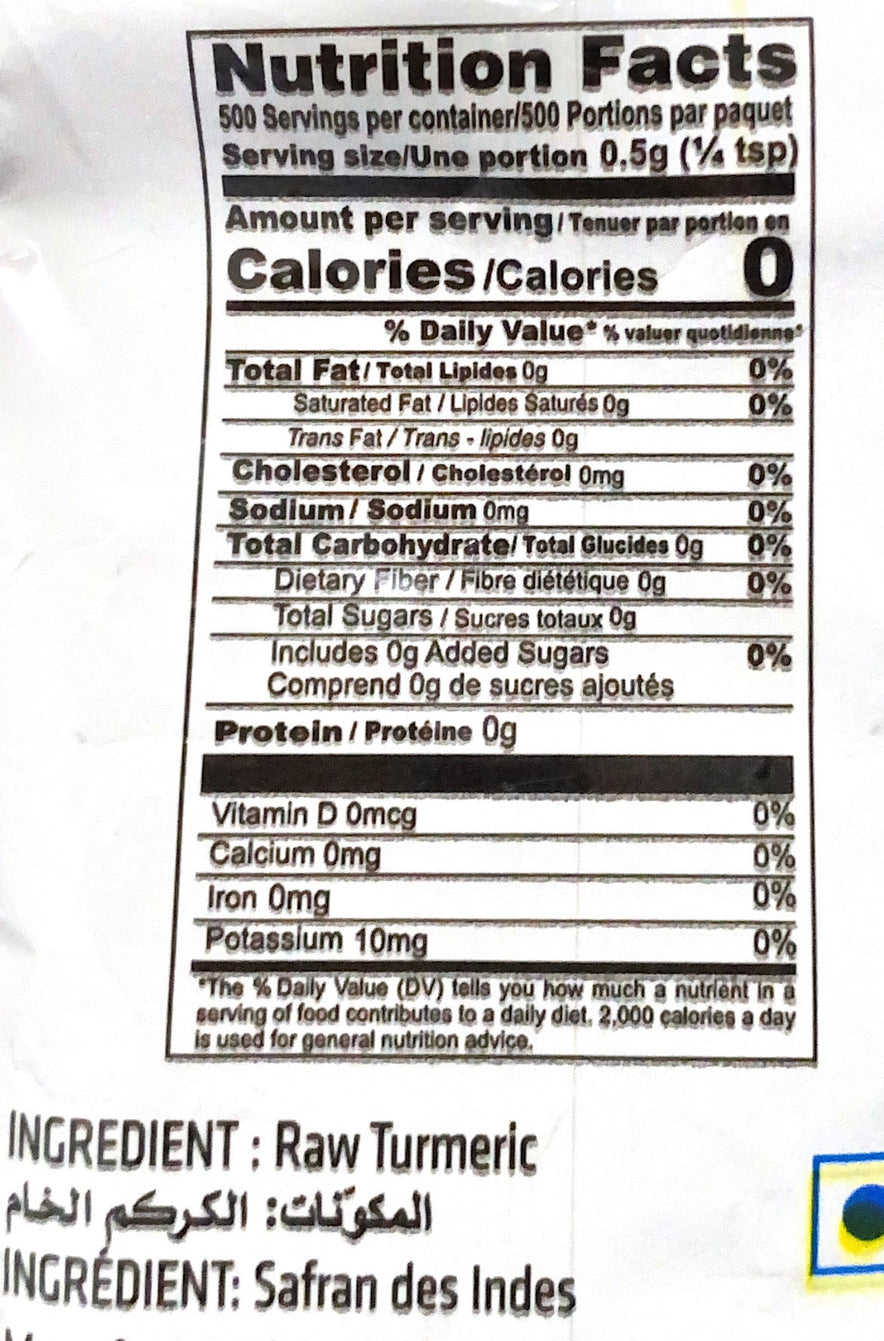 Nutrition Facts
500 Servings per container/500 Portions par paquet
Serving size/Une portion 0.5g (¼ tsp)
Amount per serving/ Tenuer par portion en
Calories/Calories 0
% Daily Value* % valuer quotidienne*
Total Fat/ Total Lipides 0g 0%
Saturated Fat / Lipides Saturés 0g 0%
Trans Fat / Trans - lipides 0g
Cholesterol / Cholestérol 0mg 0%
Sodium/ Sodium 0mg 0%
Total Carbohydrate/ Total Glucides 0g 0%
Dietary Fiber / Fibre diététique 0g 0%
Total Sugars / Sucres totaux 0g
Includes 0g Added Sugars 0%
Comprend 0g de sucres ajoutés
Protein / Protéine 0g
Vitamin D 0mcg 0%
Calcium 0mg 0%
Iron 0mg 0%
Potassium 10mg 0%
*The % Daily Value (DV) tells you how much a nutrient in a
serving of food contributes to a daily diet. 2,000 calories a day
is used for general nutrition advice.
INGREDIENT : Raw Turmeric
المكوّنات: الكركم الخام
INGRÉDIENT: Safran des Indes